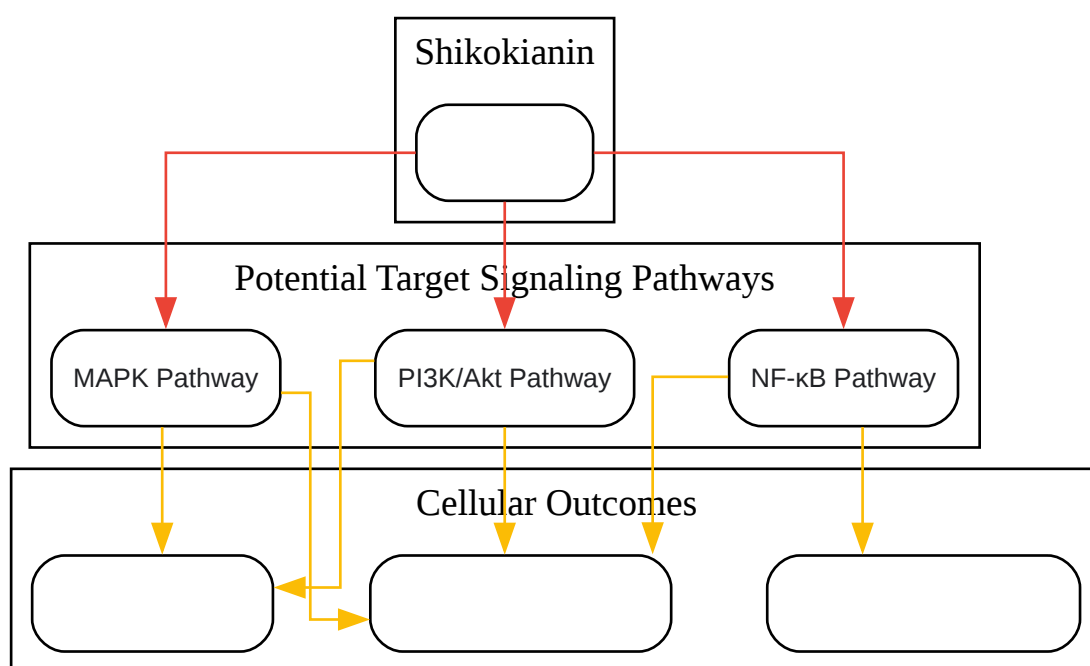 Shikokianin
Potential Target Signaling Pathways
MAPK Pathway
PI3K/Akt Pathway
NF-κB Pathway
Cellular Outcomes